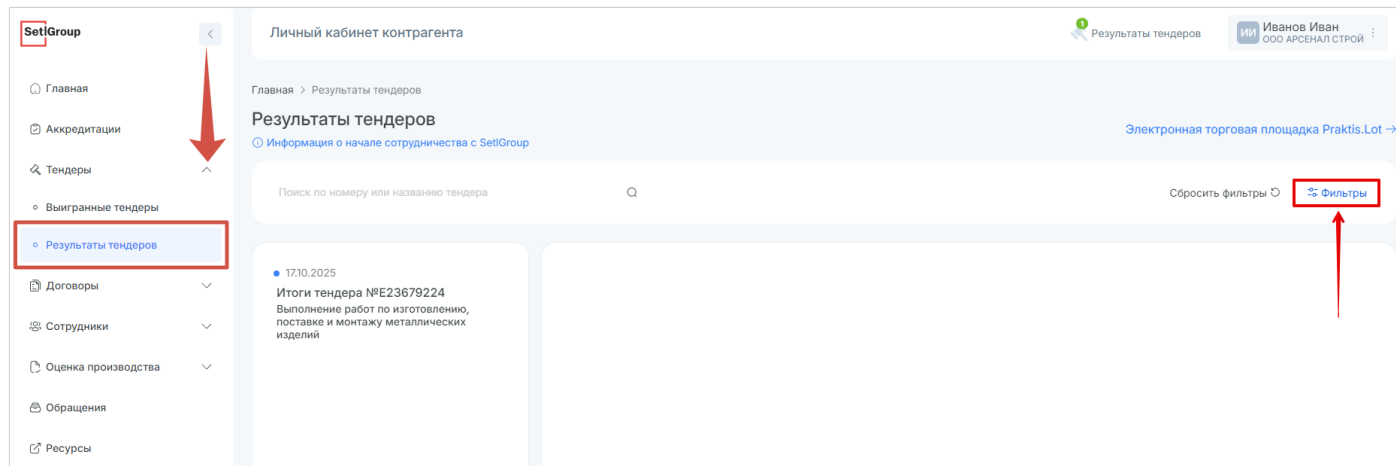 SetlGroup
Личный кабинет контрагента
1
Результаты тендеров
ИИ
Иванов Иван
ООО АРСЕНАЛ СТРОЙ
Главная
Аккредитации
Тендеры
Выигранные тендеры
Результаты тендеров
Договоры
Сотрудники
Оценка производства
Обращения
Ресурсы
Главная > Результаты тендеров
Результаты тендеров
Информация о начале сотрудничества с SetlGroup
Электронная торговая площадка Praktis.Lot →
Поиск по номеру или названию тендера
Сбросить фильтры
Фильтры
17.10.2025
Итоги тендера №E23679224
Выполнение работ по изготовлению,
поставке и монтажу металлических
изделий